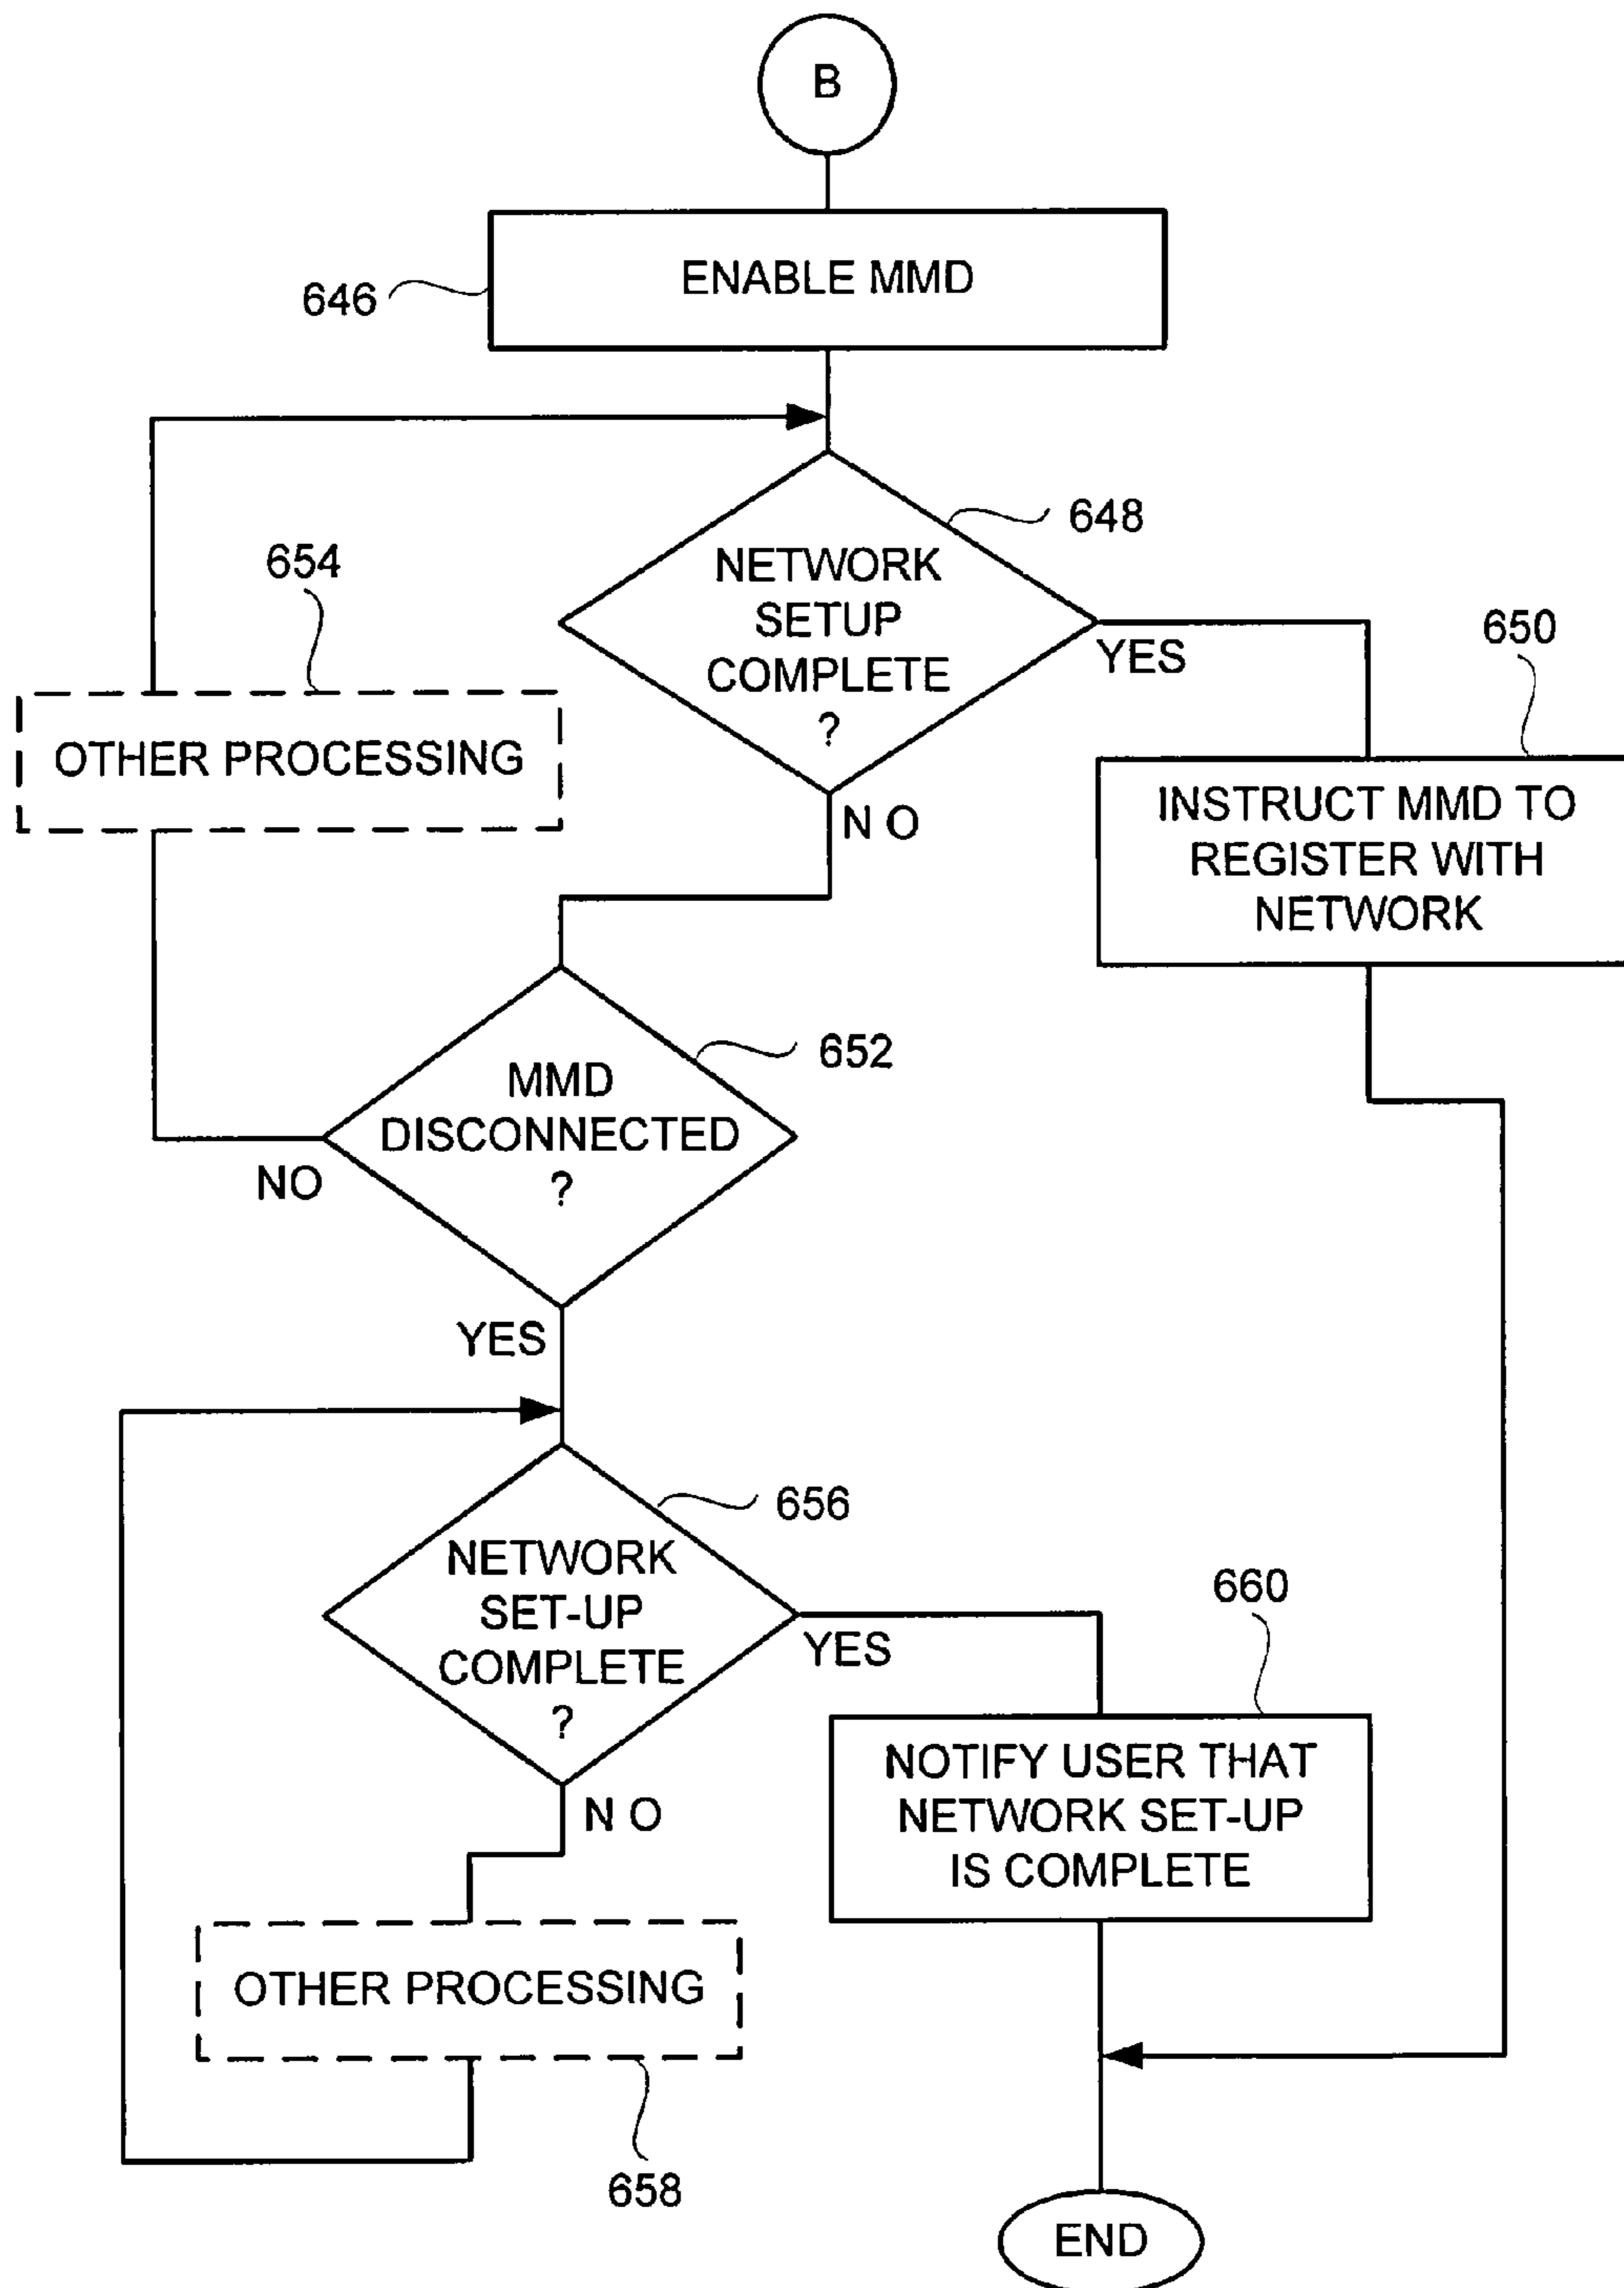 B
ENABLE MMD
646
648
NETWORK
SETUP
COMPLETE
?
YES
NO
654
OTHER PROCESSING
650
INSTRUCT MMD TO
REGISTER WITH
NETWORK
652
MMD
DISCONNECTED
?
NO
YES
656
NETWORK
SET-UP
COMPLETE
?
YES
NO
660
NOTIFY USER THAT
NETWORK SET-UP
IS COMPLETE
OTHER PROCESSING
658
END